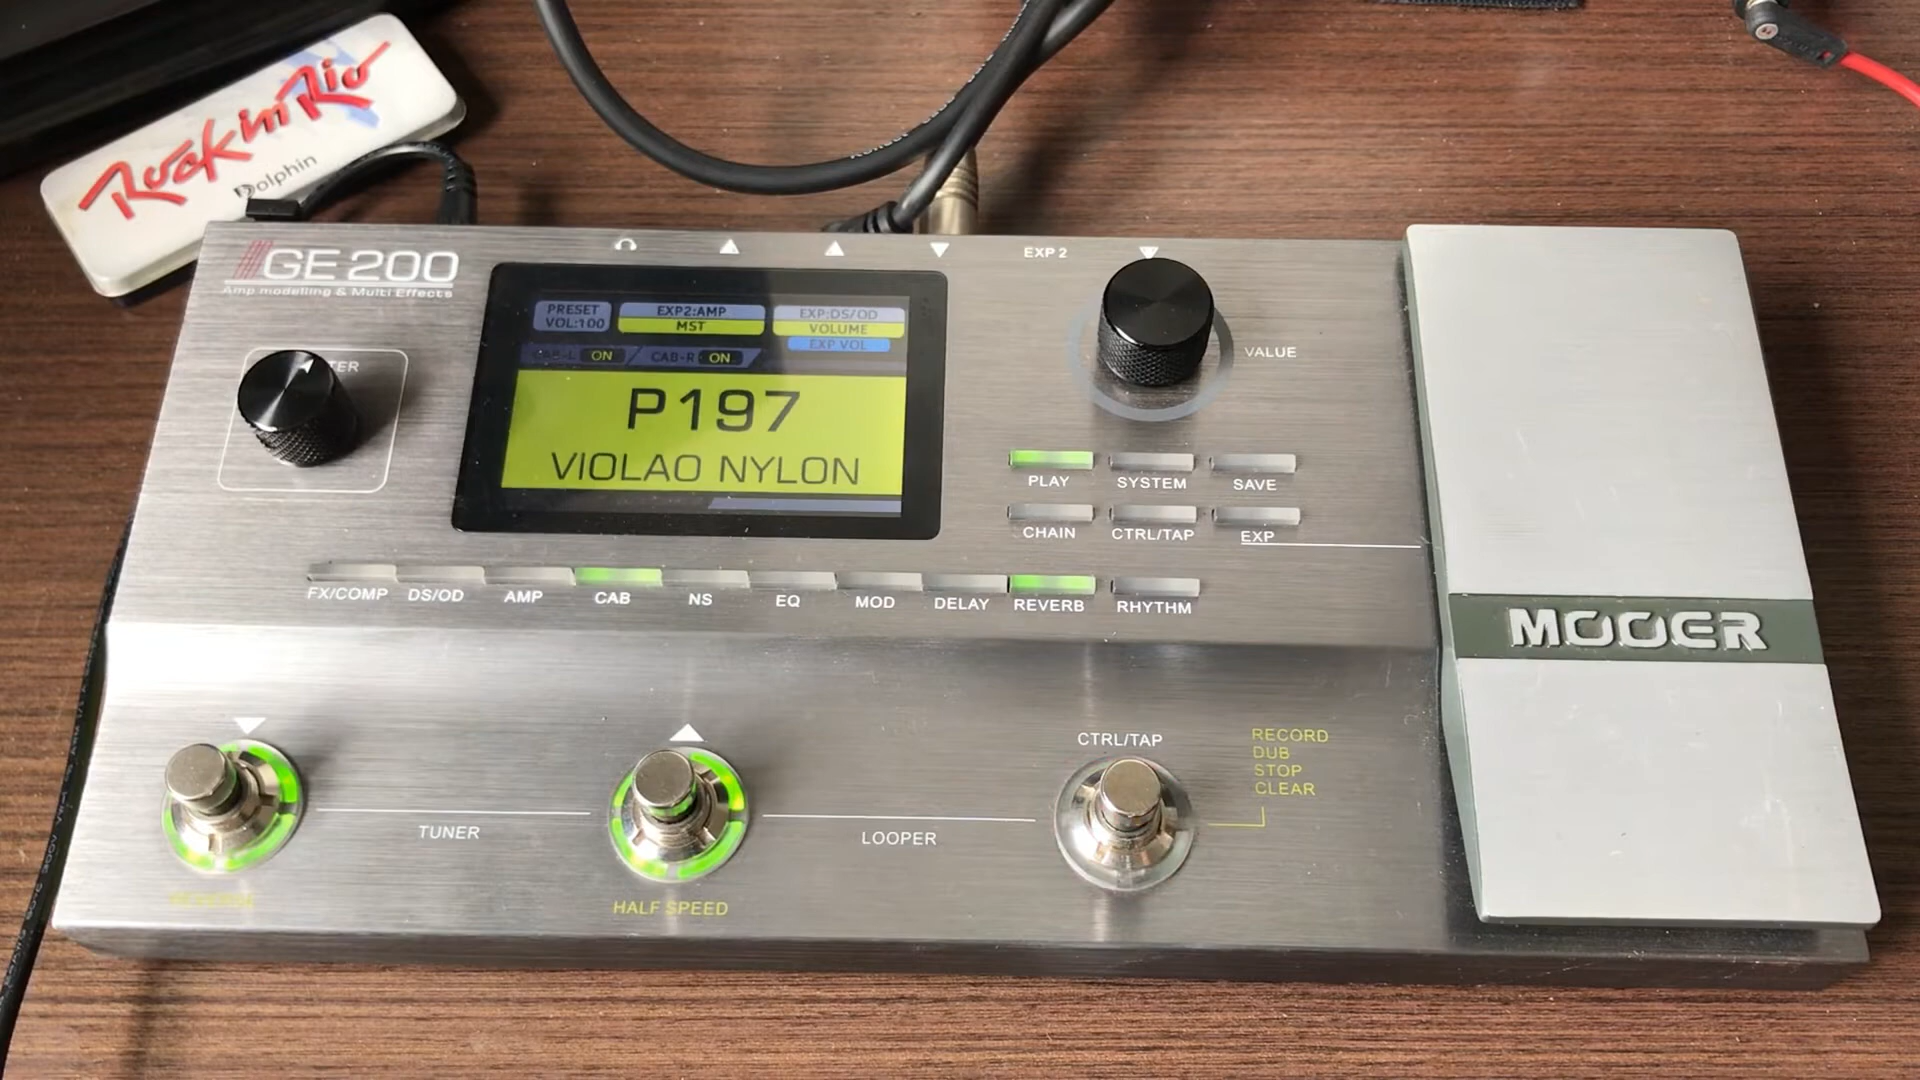 Rock in Rio
Dolphin
GE 200
Amp modelling & Multi Effects
EXP 2
PRESET
VOL:100
EXP2:AMP
MST
EXP:DS/OD
VOLUME
EXP VOL
CAB-L ON
CAB-R ON
P197
VIOLAO NYLON
VALUE
PLAY
SYSTEM
SAVE
CHAIN
CTRL/TAP
EXP
FX/COMP
DS/OD
AMP
CAB
NS
EQ
MOD
DELAY
REVERB
RHYTHM
MOOER
CTRL/TAP
RECORD
DUB
STOP
CLEAR
TUNER
LOOPER
HALF SPEED